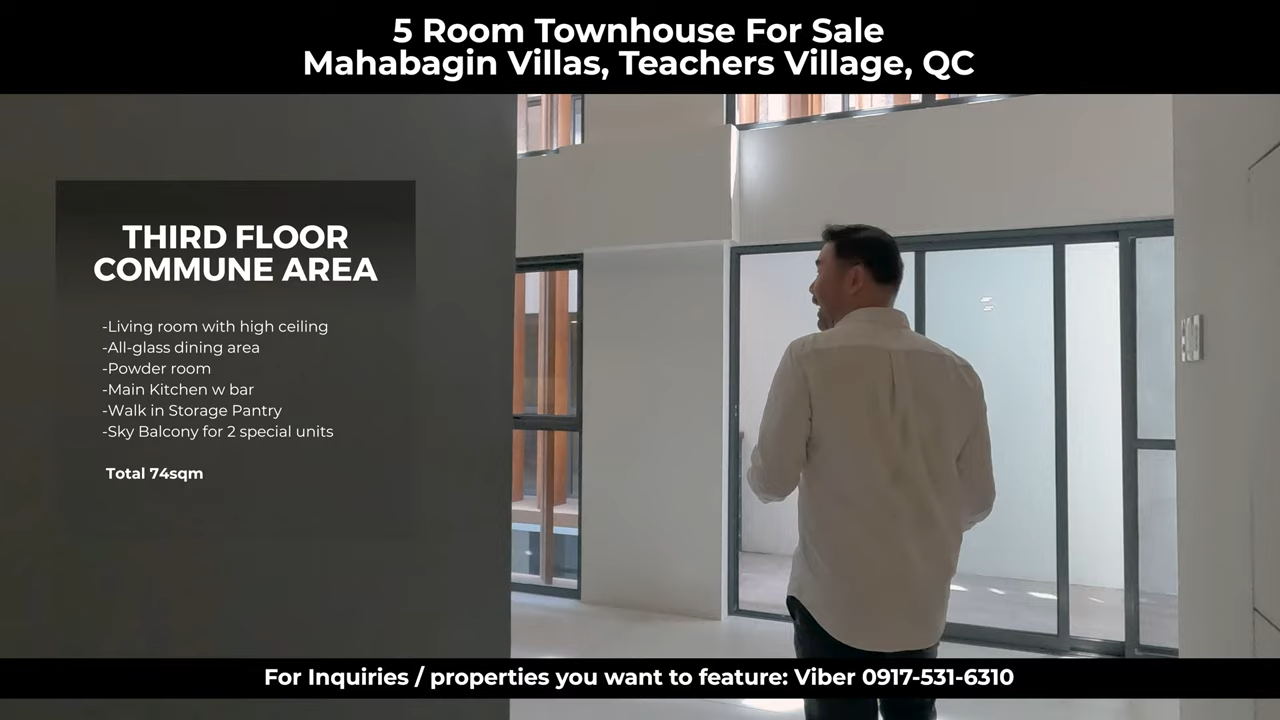 5 Room Townhouse For Sale
Mahabagin Villas, Teachers Village, QC
THIRD FLOOR
COMMUNE AREA
-Living room with high ceiling
-All-glass dining area
-Powder room
-Main Kitchen w bar
-Walk in Storage Pantry
-Sky Balcony for 2 special units
Total 74sqm
For Inquiries / properties you want to feature: Viber 0917-531-6310